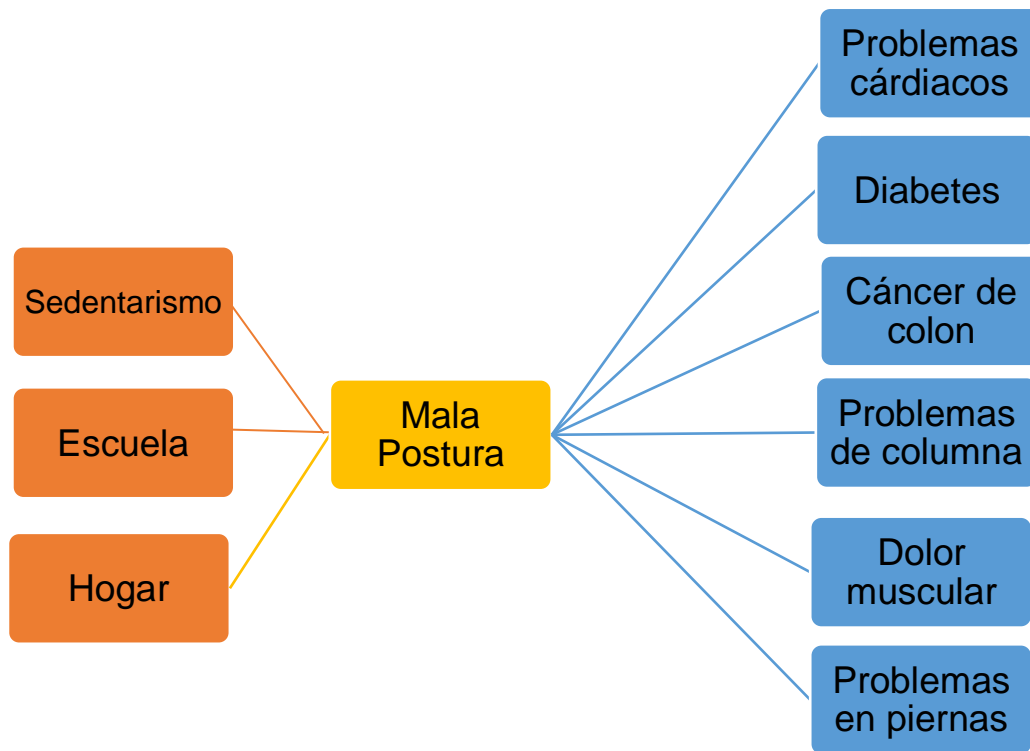 Sedentarismo
Escuela
Hogar
Mala
Postura
Problemas
cárdiacos
Diabetes
Cáncer de
colon
Problemas
de columna
Dolor
muscular
Problemas
en piernas